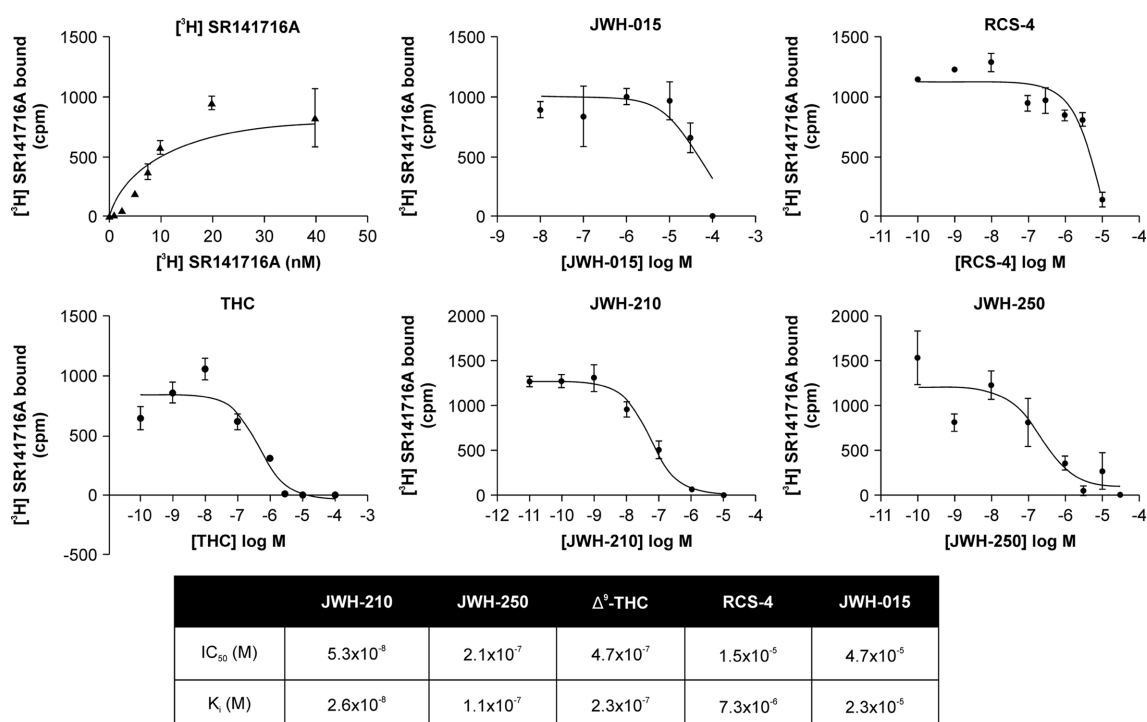 [³H] SR141716A
[³H] SR141716A bound
(cpm)
1500
1000
500
0
0 10 20 30 40 50
[³H] SR141716A (nM)
JWH-015
[³H] SR141716A bound
(cpm)
1500
1000
500
0
-9 -8 -7 -6 -5 -4 -3
[JWH-015] log M
RCS-4
[³H] SR141716A bound
(cpm)
1500
1000
500
0
-11 -10 -9 -8 -7 -6 -5 -4
[RCS-4] log M
THC
[³H] SR141716A bound
(cpm)
1500
1000
500
0
-500
-10 -9 -8 -7 -6 -5 -4 -3
[THC] log M
JWH-210
[³H] SR141716A bound
(cpm)
2000
1500
1000
500
0
-12 -11 -10 -9 -8 -7 -6 -5 -4
[JWH-210] log M
JWH-250
[³H] SR141716A bound
(cpm)
2000
1500
1000
500
0
-11 -10 -9 -8 -7 -6 -5 -4
[JWH-250] log M
JWH-210 JWH-250 Δ⁹-THC RCS-4 JWH-015
IC₅₀ (M) 5.3x10⁻⁸ 2.1x10⁻⁷ 4.7x10⁻⁷ 1.5x10⁻⁵ 4.7x10⁻⁵
Kᵢ (M) 2.6x10⁻⁸ 1.1x10⁻⁷ 2.3x10⁻⁷ 7.3x10⁻⁶ 2.3x10⁻⁵